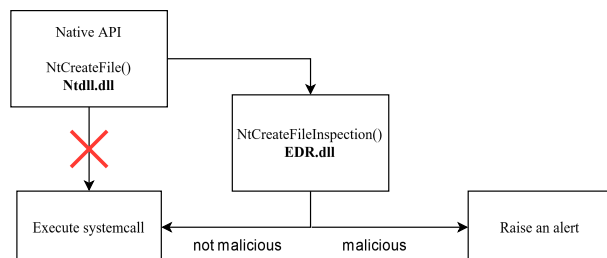 Native API
NtCreateFile()
Ntdll.dll
NtCreateFileInspection()
EDR.dll
Execute systemcall
not malicious
malicious
Raise an alert